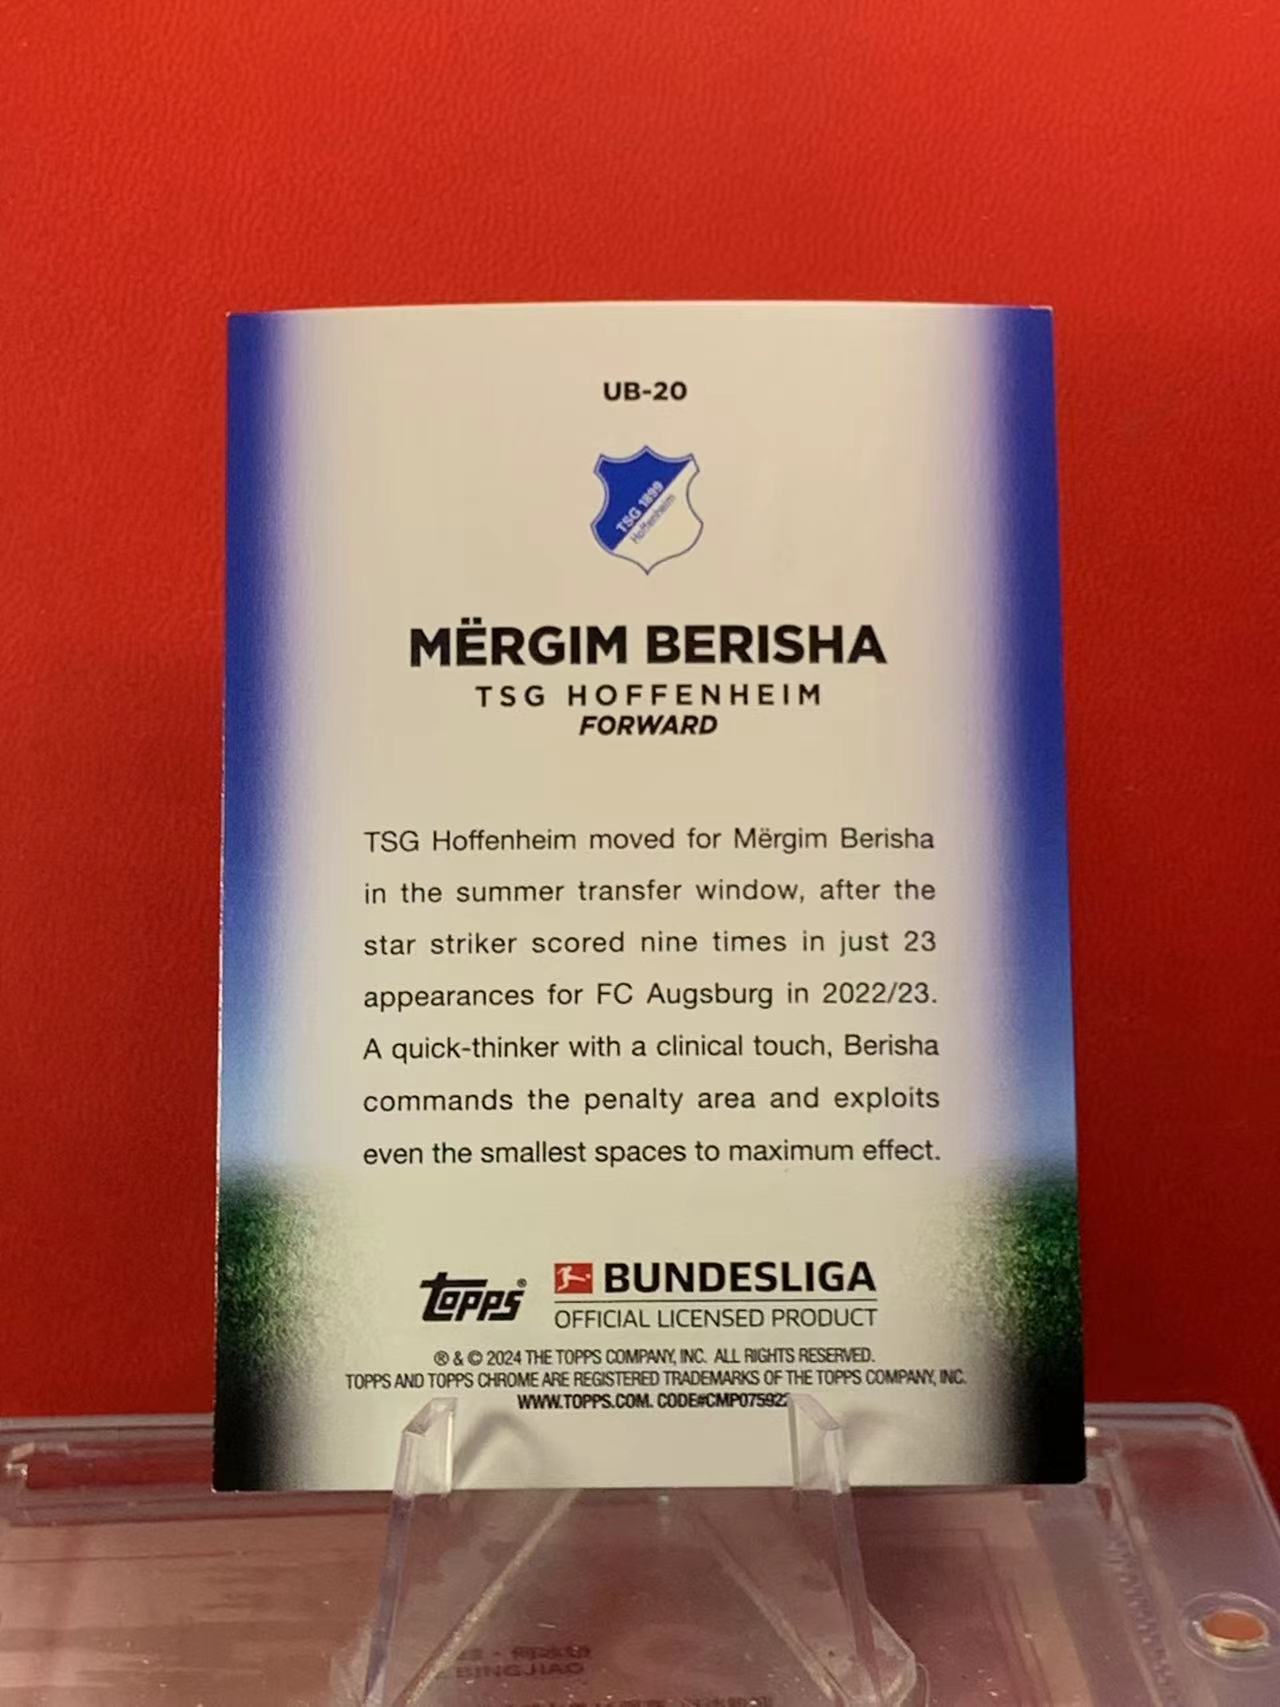 UB-20
TSG 1899
Hoffenheim
MËRGIM BERISHA
TSG HOFFENHEIM
FORWARD
TSG Hoffenheim moved for Mërgim Berisha
in the summer transfer window, after the
star striker scored nine times in just 23
appearances for FC Augsburg in 2022/23.
A quick-thinker with a clinical touch, Berisha
commands the penalty area and exploits
even the smallest spaces to maximum effect.
topps®
BUNDESLIGA
OFFICIAL LICENSED PRODUCT
® & © 2024 THE TOPPS COMPANY, INC. ALL RIGHTS RESERVED.
TOPPS AND TOPPS CHROME ARE REGISTERED TRADEMARKS OF THE TOPPS COMPANY, INC.
WWW.TOPPS.COM. CODE#CMP07592
BINGJIAO